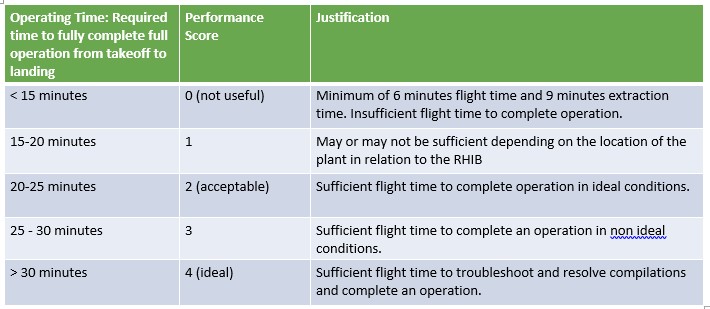 Operating Time: Required
time to fully complete full
operation from takeoff to
landing
Performance
Score
Justification
< 15 minutes
0 (not useful)
Minimum of 6 minutes flight time and 9 minutes extraction
time. Insufficient flight time to complete operation.
15-20 minutes
1
May or may not be sufficient depending on the location of the
plant in relation to the RHIB
20-25 minutes
2 (acceptable)
Sufficient flight time to complete operation in ideal conditions.
25 - 30 minutes
3
Sufficient flight time to complete an operation in non ideal
conditions.
> 30 minutes
4 (ideal)
Sufficient flight time to troubleshoot and resolve compilations
and complete an operation.